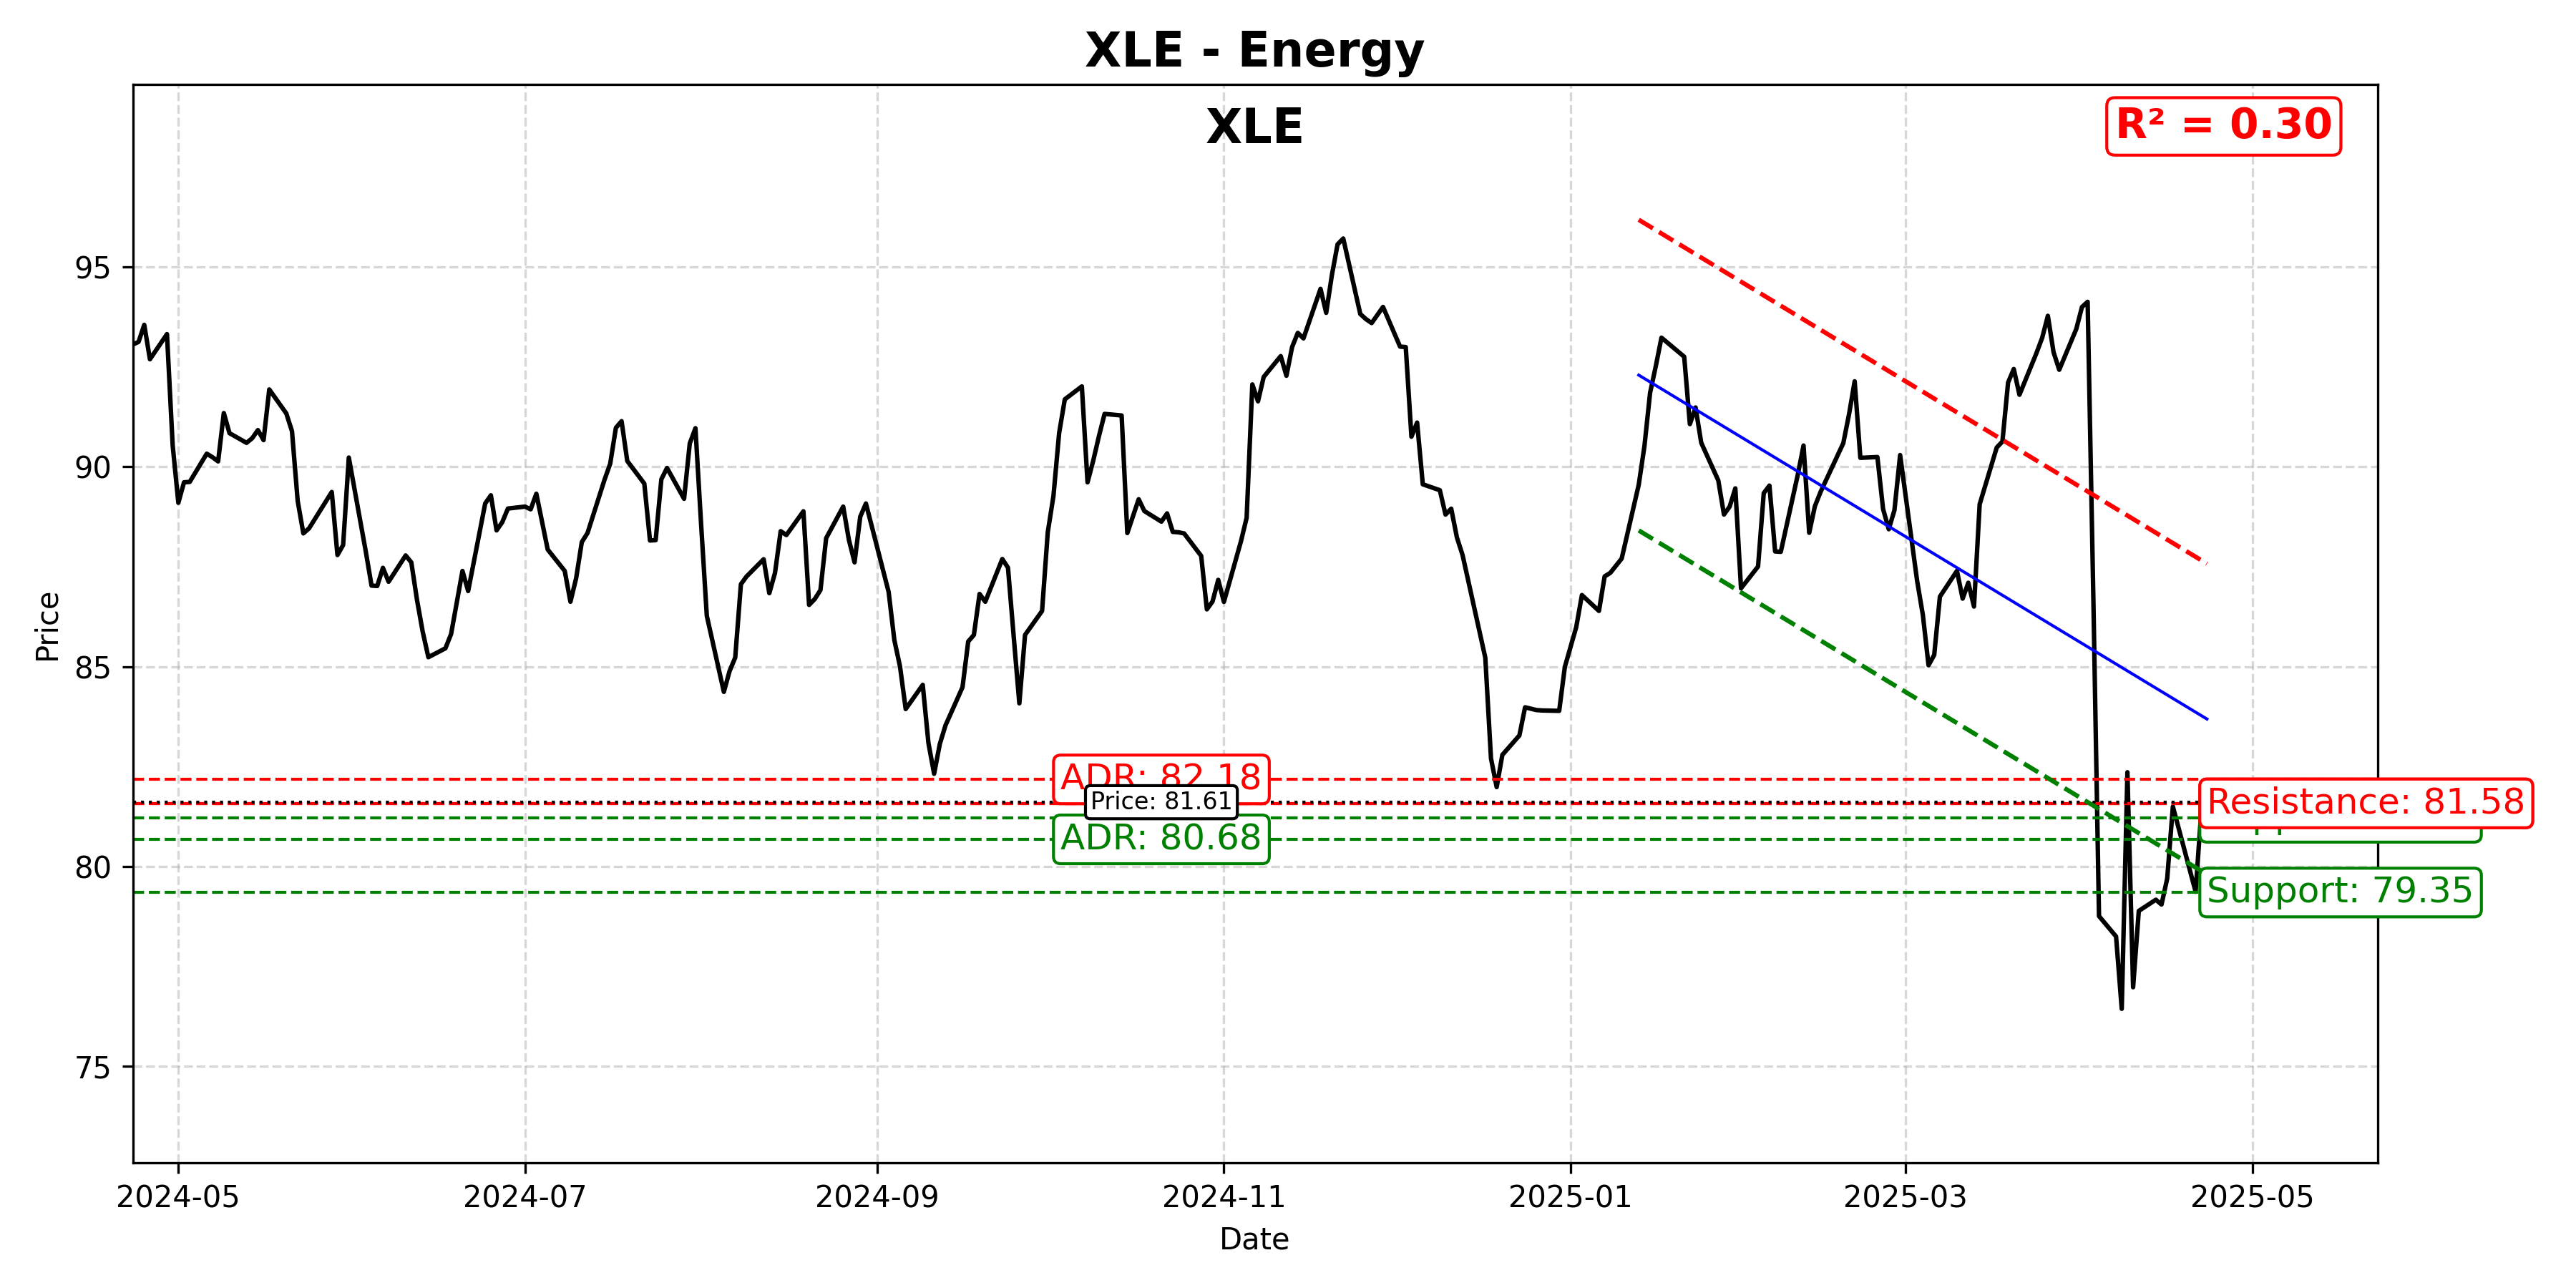 XLE - Energy
XLE
R² = 0.30
95
90
85
80
75
Price
ADR: 82.18
Price: 81.61
ADR: 80.68
Resistance: 81.58
Support: 79.35
2024-05
2024-07
2024-09
2024-11
2025-01
2025-03
2025-05
Date